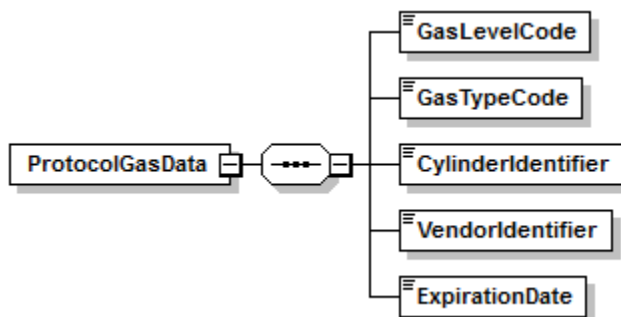 GasLevelCode
GasTypeCode
ProtocolGasData
CylinderIdentifier
VendorIdentifier
ExpirationDate